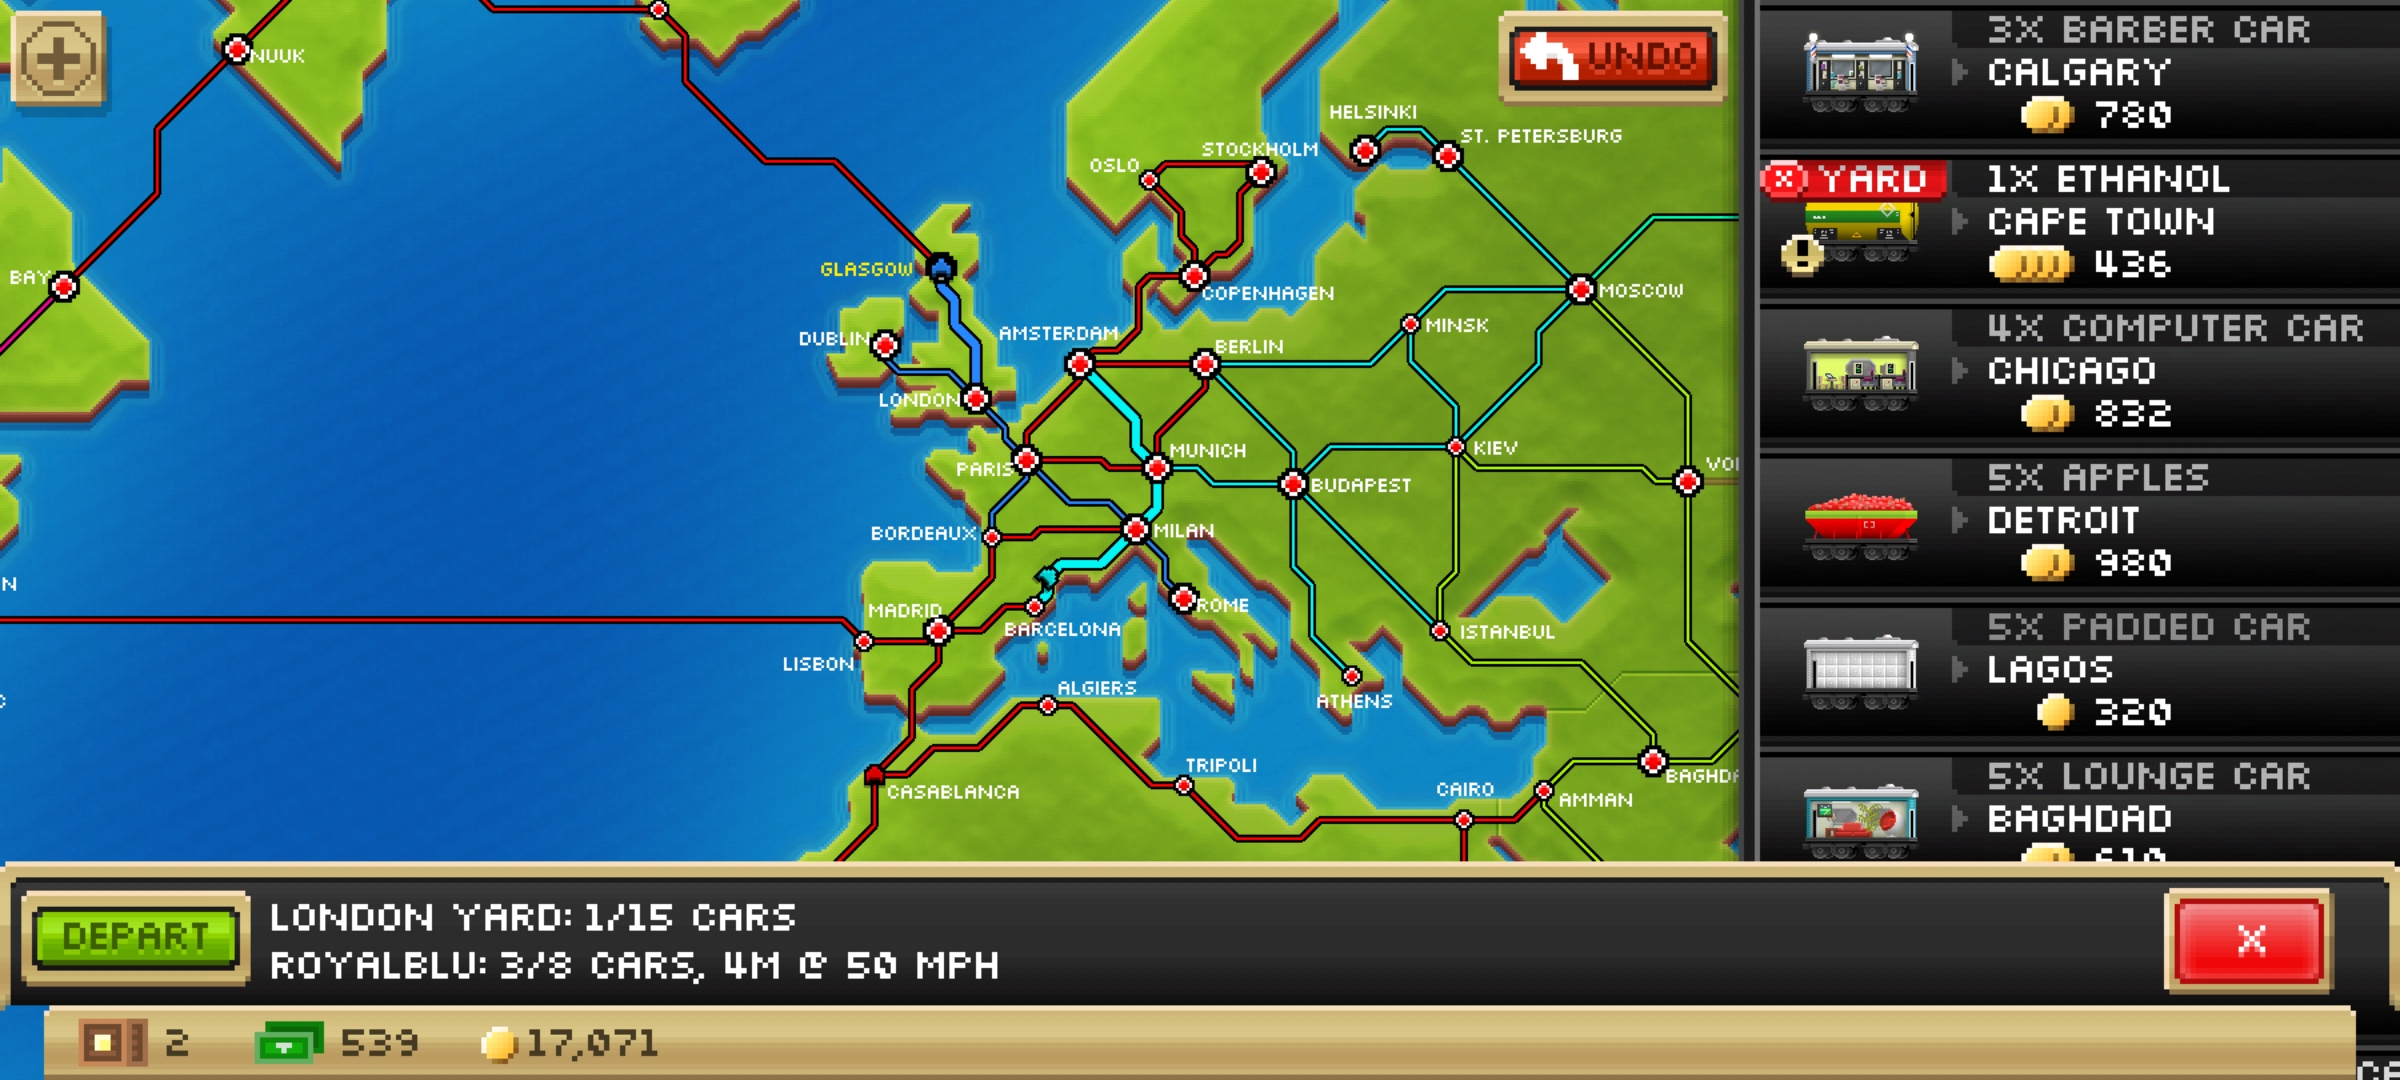 NUUK
UNDO
HELSINKI
ST. PETERSBURG
STOCKHOLM
OSLO
BAY
GLASGOW
COPENHAGEN
MOSCOW
DUBLIN
AMSTERDAM
BERLIN
MINSK
LONDON
PARIS
MUNICH
KIEV
BUDAPEST
BORDEAUX
MILAN
N
MADRID
ROME
BARCELONA
ISTANBUL
LISBON
ALGIERS
ATHENS
TRIPOLI
CASABLANCA
CAIRO
AMMAN
3X BARBER CAR
CALGARY
780
YARD
1X ETHANOL
CAPE TOWN
436
4X COMPUTER CAR
CHICAGO
832
5X APPLES
DETROIT
980
5X PADDED CAR
LAGOS
320
5X LOUNGE CAR
BAGHDAD
DEPART
LONDON YARD: 1/15 CARS
ROYALBLU: 3/8 CARS, 4M @ 50 MPH
X
2
539
17,071